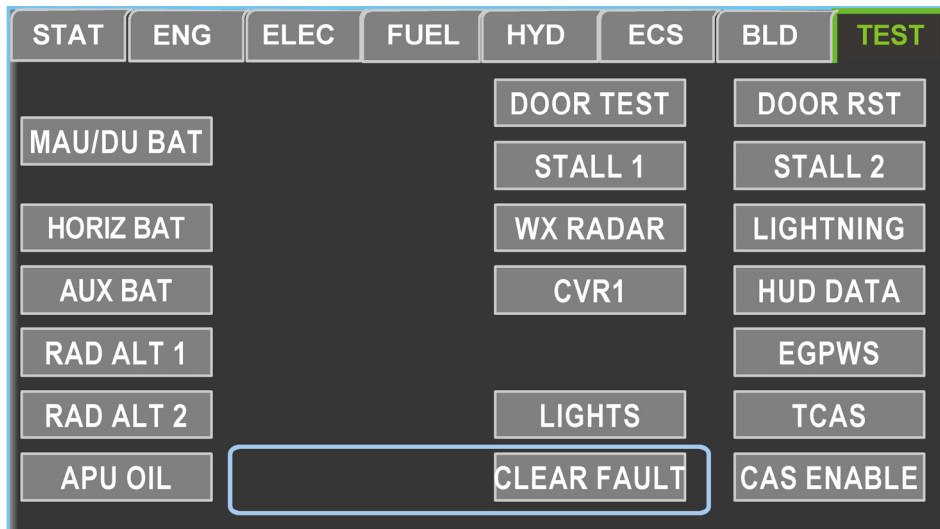 STAT ENG ELEC FUEL HYD ECS BLD TEST
DOOR TEST DOOR RST
MAU/DU BAT
STALL 1 STALL 2
HORIZ BAT WX RADAR LIGHTNING
AUX BAT CVR1 HUD DATA
RAD ALT 1 EGPWS
RAD ALT 2 LIGHTS TCAS
APU OIL CLEAR FAULT CAS ENABLE